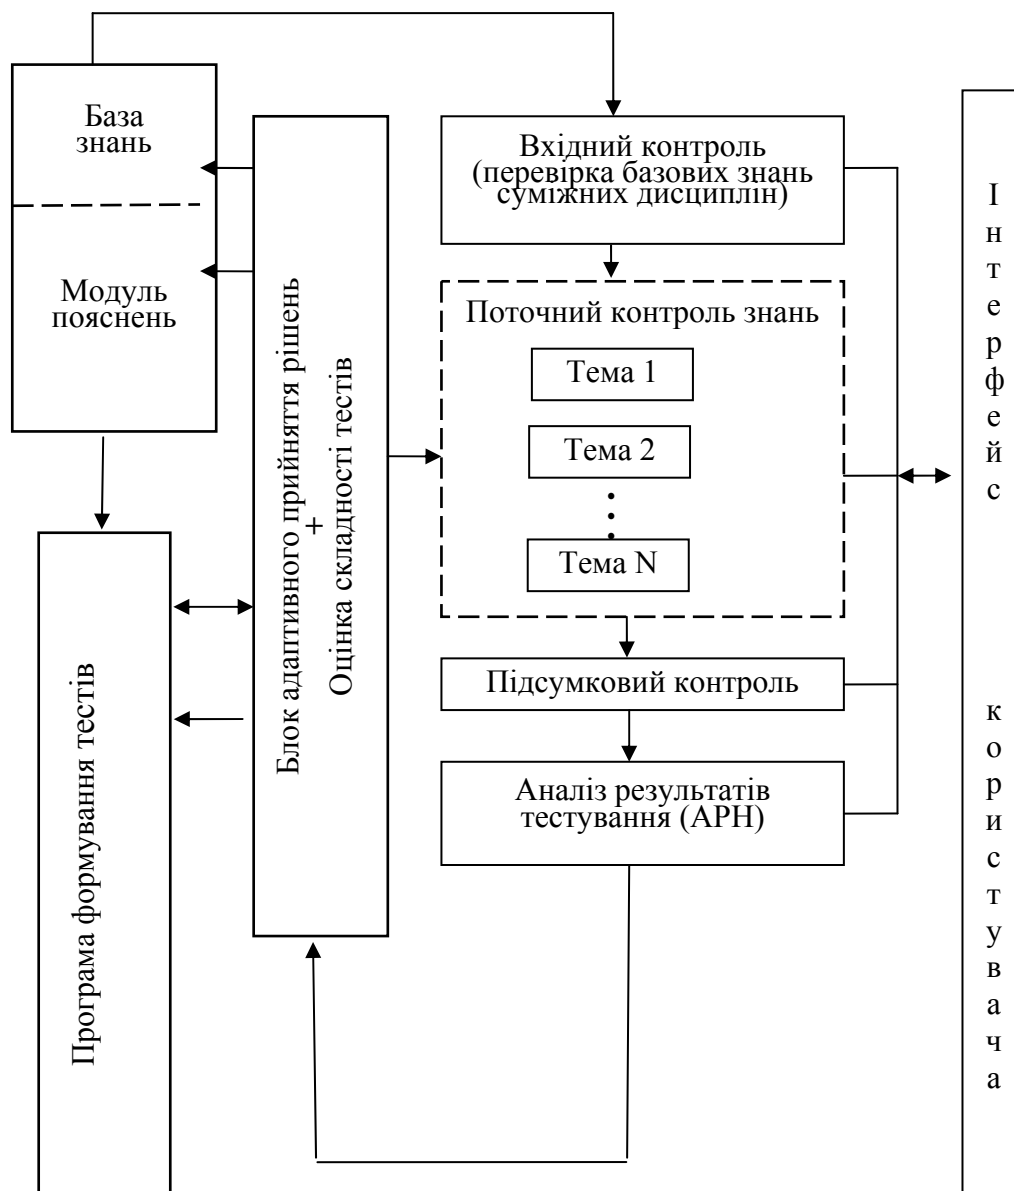 База
знань
Модуль
пояснень
Програма формування тестів
Блок адаптивного прийняття рішень
+
Оцінка складності тестів
Вхідний контроль
(перевірка базових знань
суміжних дисциплін)
Поточний контроль знань
Тема 1
Тема 2
Тема N
Підсумковий контроль
Аналіз результатів
тестування (АРН)
Інтерфейс
користувача